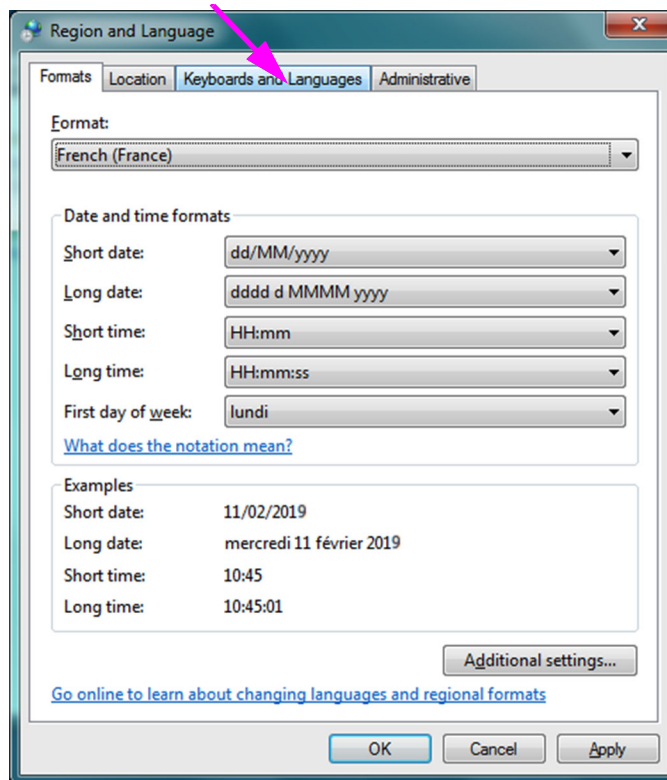 Region and Language
Formats Location Keyboards and Languages Administrative
Format:
French (France)
Date and time formats
Short date: dd/MM/yyyy
Long date: dddd d MMMM yyyy
Short time: HH:mm
Long time: HH:mm:ss
First day of week: lundi
What does the notation mean?
Examples
Short date: 11/02/2019
Long date: mercredi 11 février 2019
Short time: 10:45
Long time: 10:45:01
Additional settings...
Go online to learn about changing languages and regional formats
OK Cancel Apply